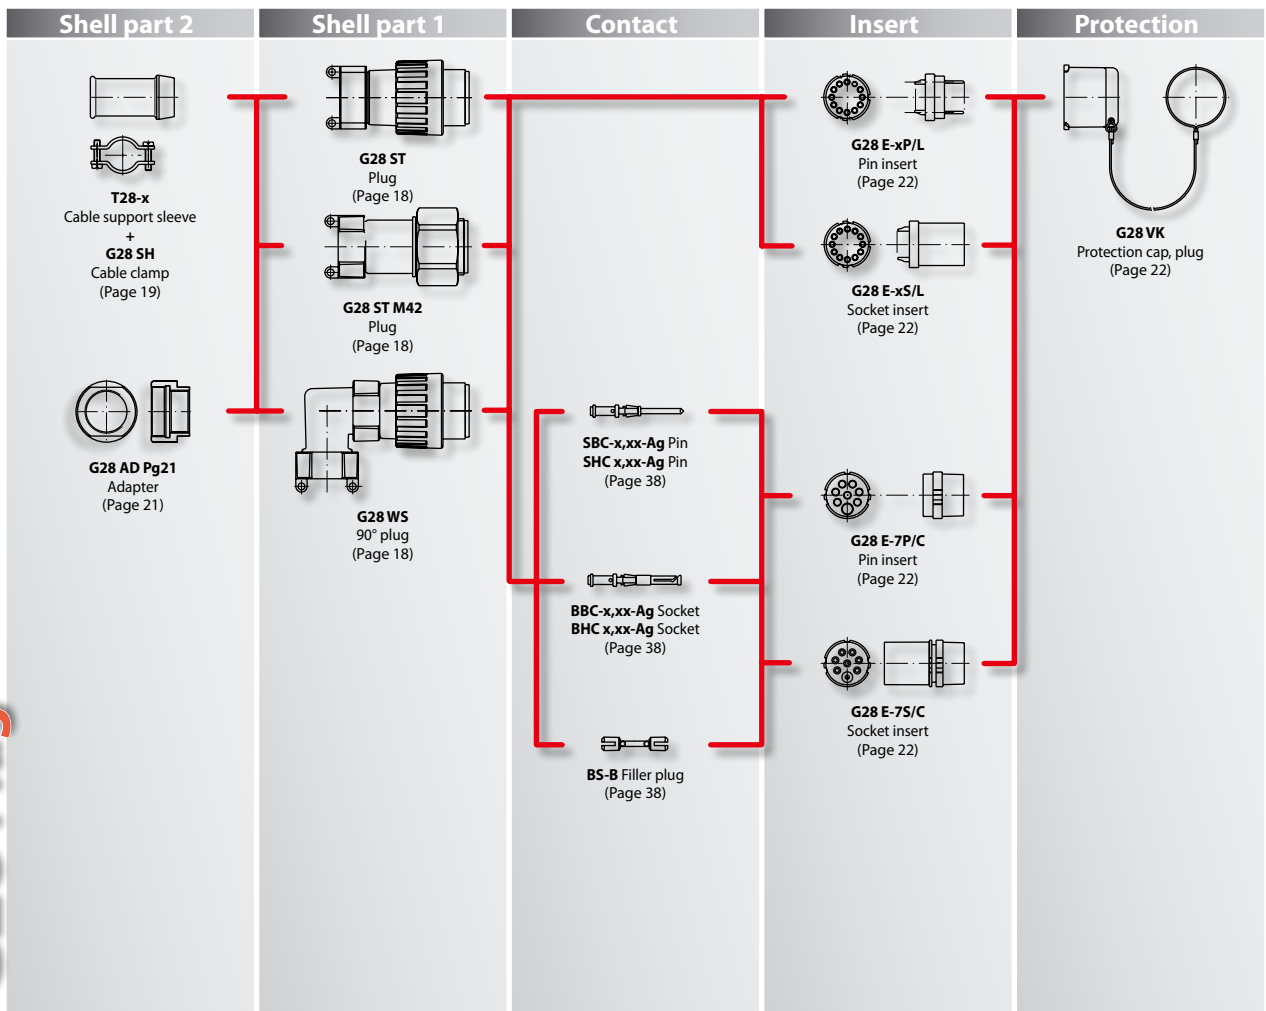 Shell part 2
Shell part 1
Contact
Insert
Protection
T28-x
Cable support sleeve
+
G28 SH
Cable clamp
(Page 19)
G28 AD Pg21
Adapter
(Page 21)
G28 ST
Plug
(Page 18)
G28 ST M42
Plug
(Page 18)
G28 WS
90° plug
(Page 18)
SBC-x,xx-Ag Pin
SHC x,xx-Ag Pin
(Page 38)
BBC-x,xx-Ag Socket
BHC x,xx-Ag Socket
(Page 38)
BS-B Filler plug
(Page 38)
G28 E-xP/L
Pin insert
(Page 22)
G28 E-xS/L
Socket insert
(Page 22)
G28 E-7P/C
Pin insert
(Page 22)
G28 E-7S/C
Socket insert
(Page 22)
G28 VK
Protection cap, plug
(Page 22)